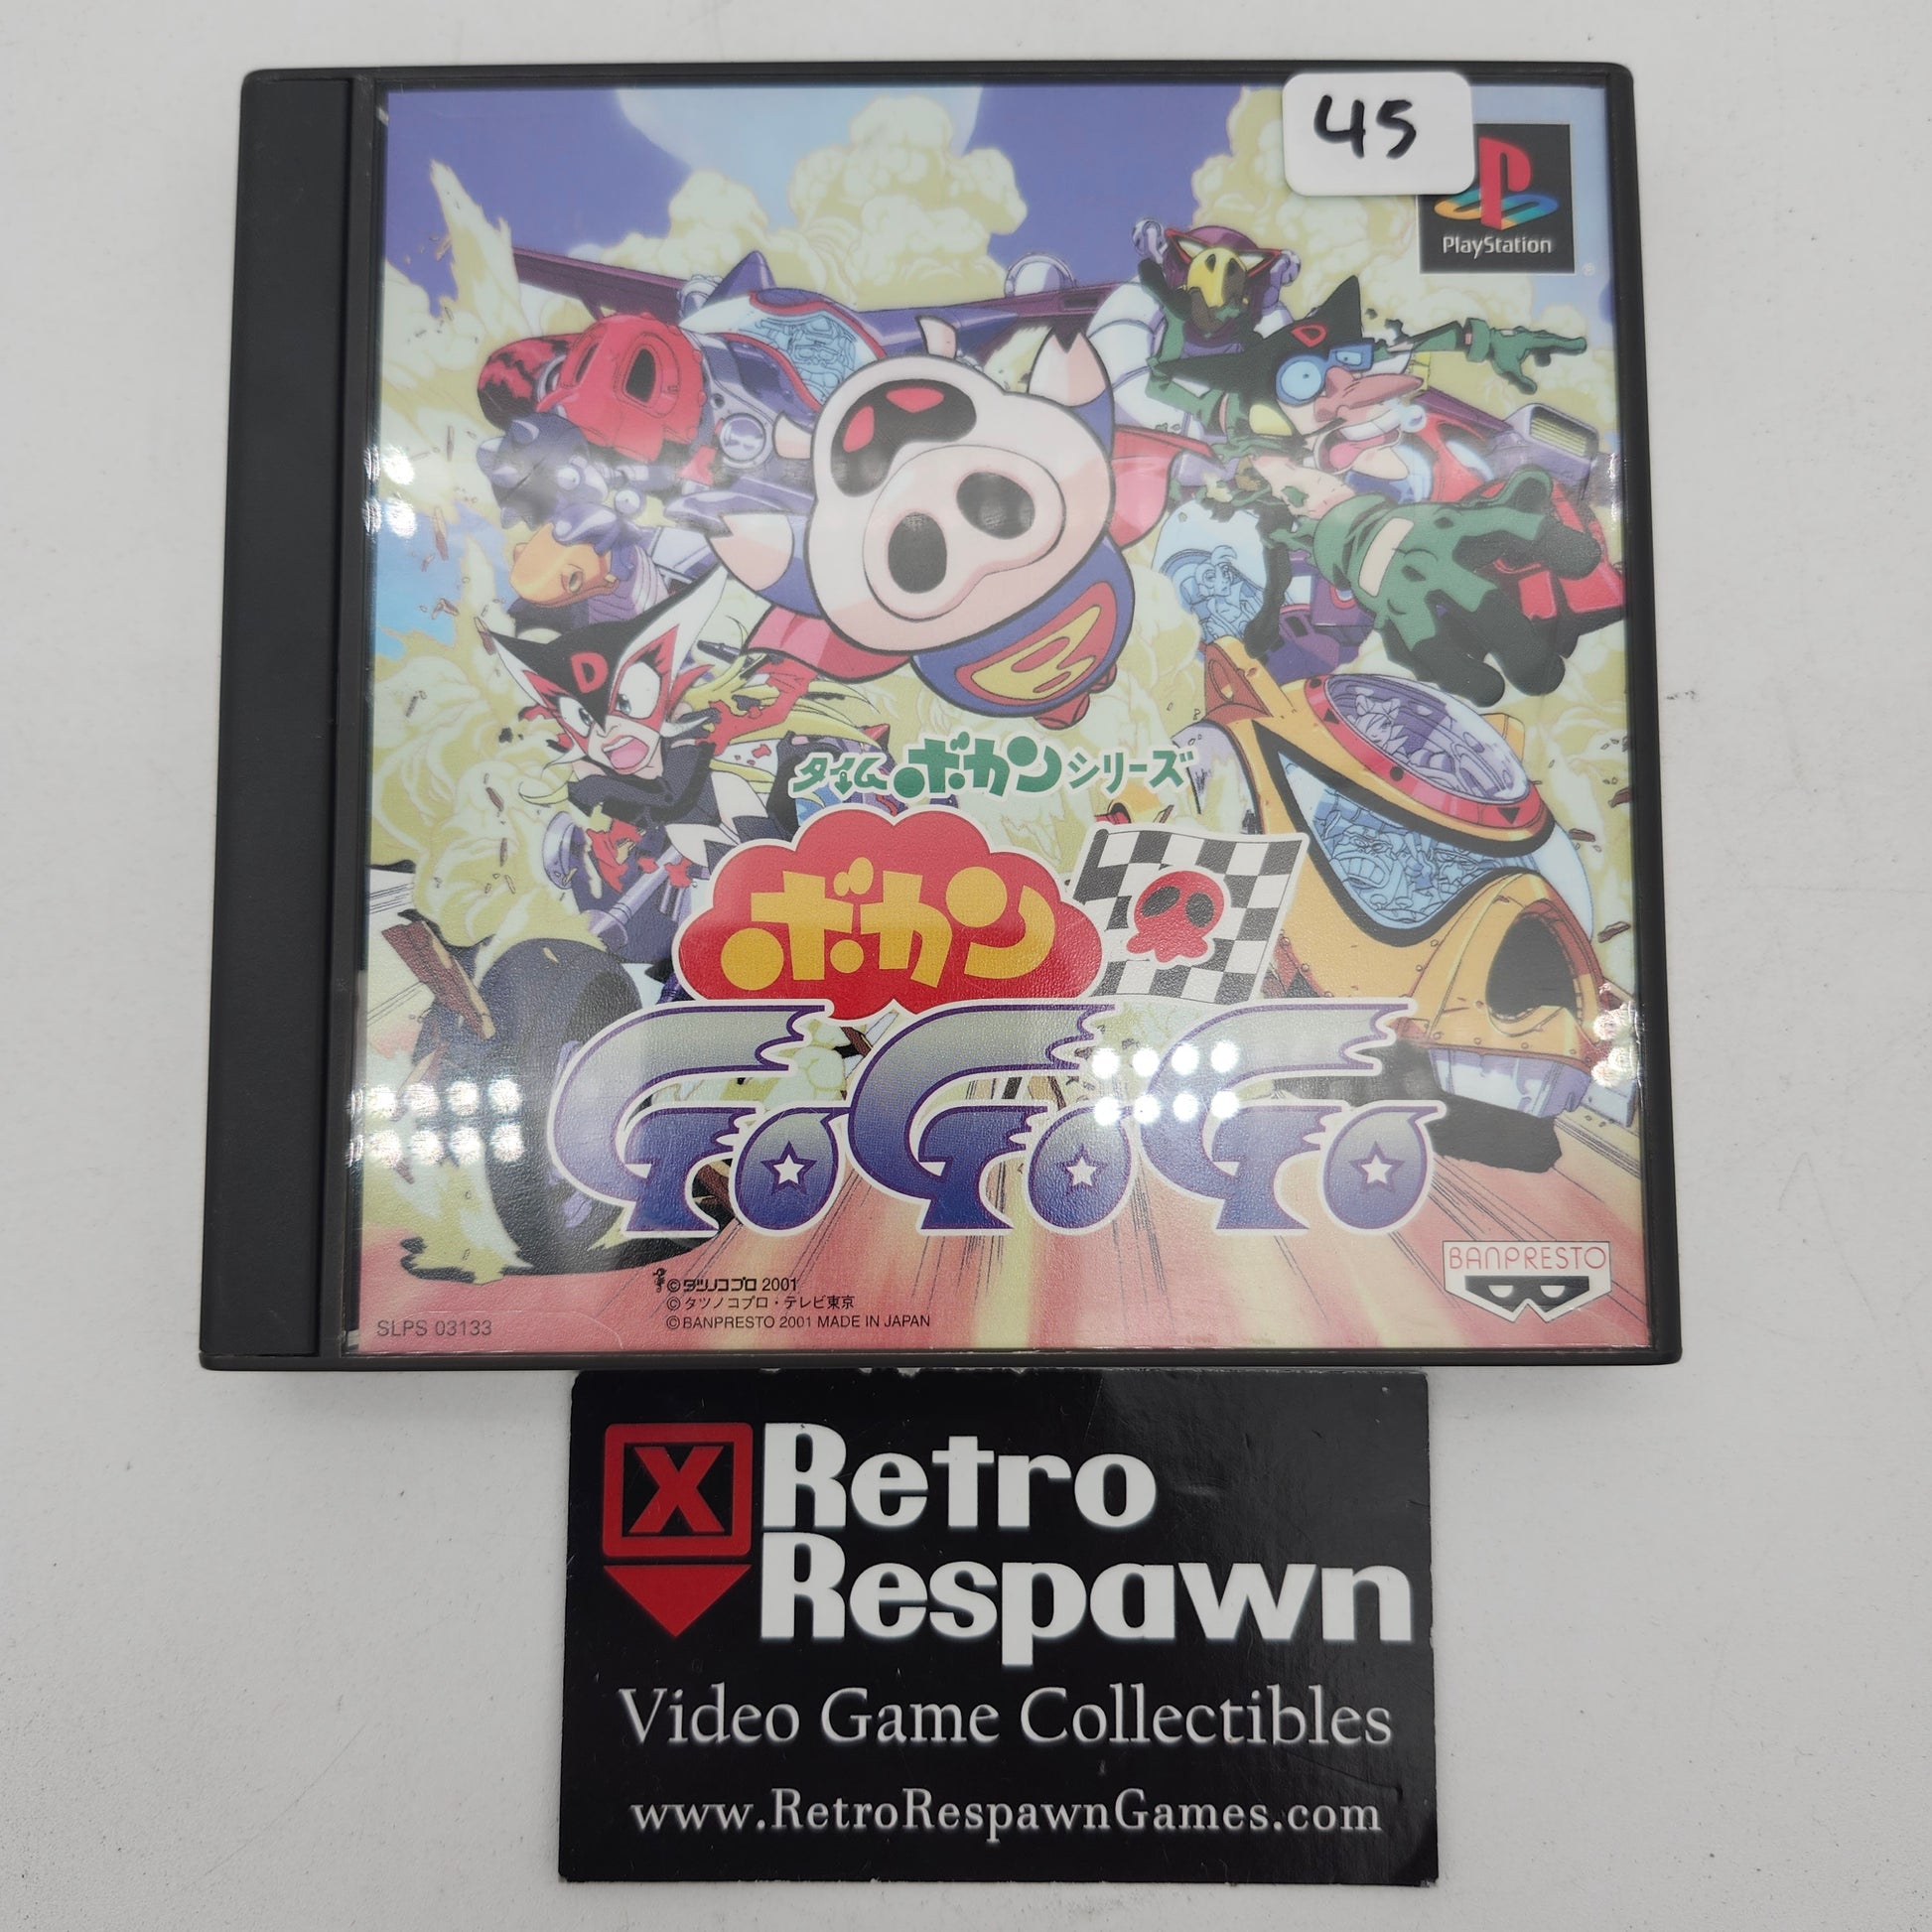 45
PlayStation
D
D
B
タイムボカンシリーズ
ボカン
GoGoGo
BANPRESTO
©タツノコプロ 2001
©タツノコプロ・テレビ東京
©BANPRESTO 2001 MADE IN JAPAN
SLPS 03133
X Retro
Respawn
Video Game Collectibles
www.RetroRespawnGames.com